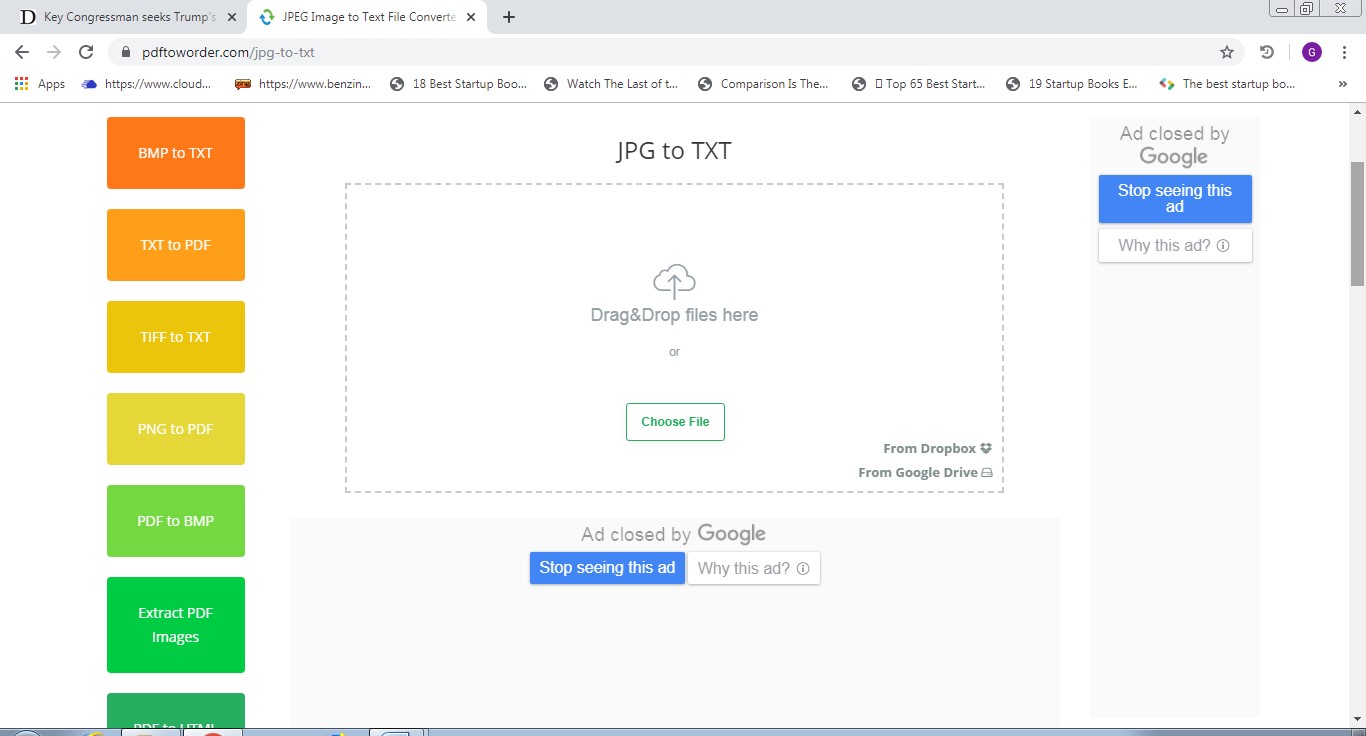 D Key Congressman seeks Trump's
JPEG Image to Text File Converte
pdftoworder.com/jpg-to-txt
G
Apps
https://www.cloud...
https://www.benzin...
18 Best Startup Boo...
Watch The Last of t...
Comparison Is The...
Top 65 Best Start...
19 Startup Books E...
The best startup bo...
BMP to TXT
TXT to PDF
TIFF to TXT
PNG to PDF
PDF to BMP
Extract PDF
Images
PDF to HTML
JPG to TXT
Drag&Drop files here
or
Choose File
From Dropbox
From Google Drive
Ad closed by Google
Stop seeing this ad
Why this ad?
Ad closed by
Google
Stop seeing this
ad
Why this ad?